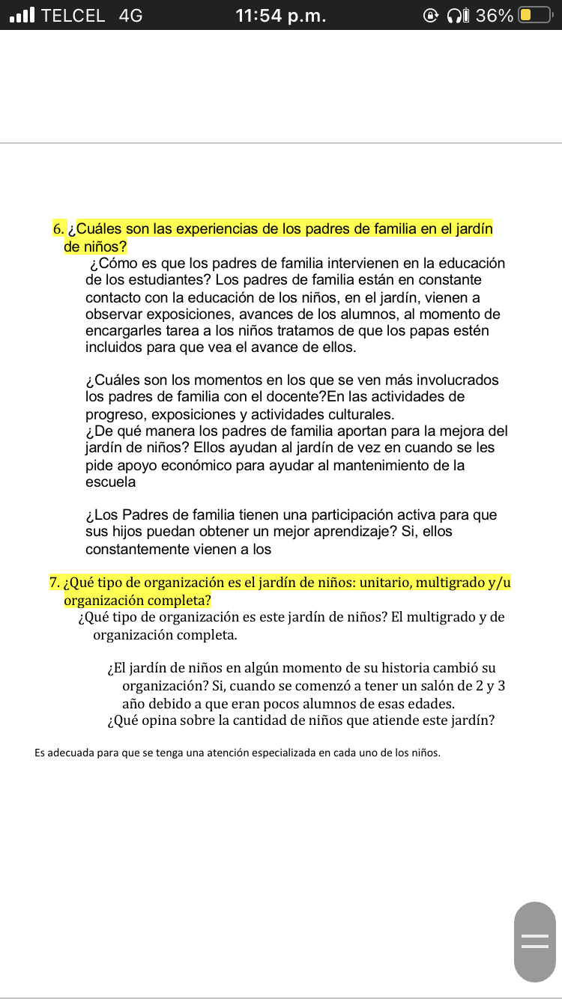 TELCEL 4G 11:54 p.m. 36%
6. ¿Cuáles son las experiencias de los padres de familia en el jardín
de niños?
¿Cómo es que los padres de familia intervienen en la educación
de los estudiantes? Los padres de familia están en constante
contacto con la educación de los niños, en el jardín, vienen a
observar exposiciones, avances de los alumnos, al momento de
encargarles tarea a los niños tratamos de que los papas estén
incluidos para que vea el avance de ellos.
¿Cuáles son los momentos en los que se ven más involucrados
los padres de familia con el docente?En las actividades de
progreso, exposiciones y actividades culturales.
¿De qué manera los padres de familia aportan para la mejora del
jardín de niños? Ellos ayudan al jardín de vez en cuando se les
pide apoyo económico para ayudar al mantenimiento de la
escuela
¿Los Padres de familia tienen una participación activa para que
sus hijos puedan obtener un mejor aprendizaje? Si, ellos
constantemente vienen a los
7. ¿Qué tipo de organización es el jardín de niños: unitario, multigrado y/u
organización completa?
¿Qué tipo de organización es este jardín de niños? El multigrado y de
organización completa.
¿El jardín de niños en algún momento de su historia cambió su
organización? Si, cuando se comenzó a tener un salón de 2 y 3
año debido a que eran pocos alumnos de esas edades.
¿Qué opina sobre la cantidad de niños que atiende este jardín?
Es adecuada para que se tenga una atención especializada en cada uno de los niños.